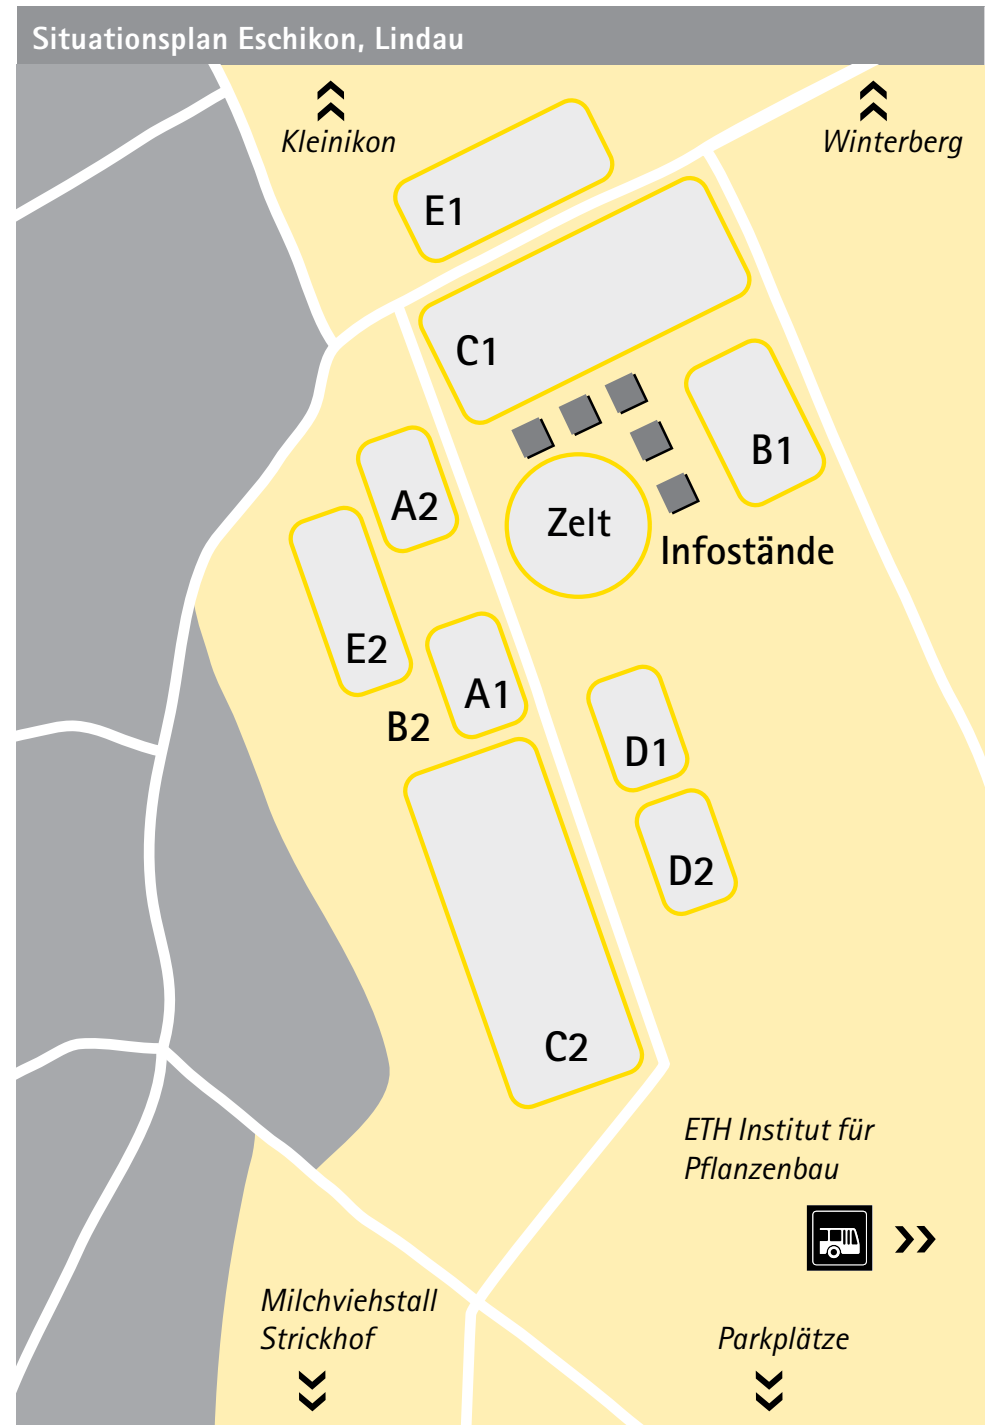 Situationsplan Eschikon, Lindau
Kleinikon
Winterberg
E1
C1
B1
A2
Zelt
Infostände
E2
A1
B2
D1
D2
C2
ETH Institut für
Pflanzenbau
Milchviehstall
Strickhof
Parkplätze